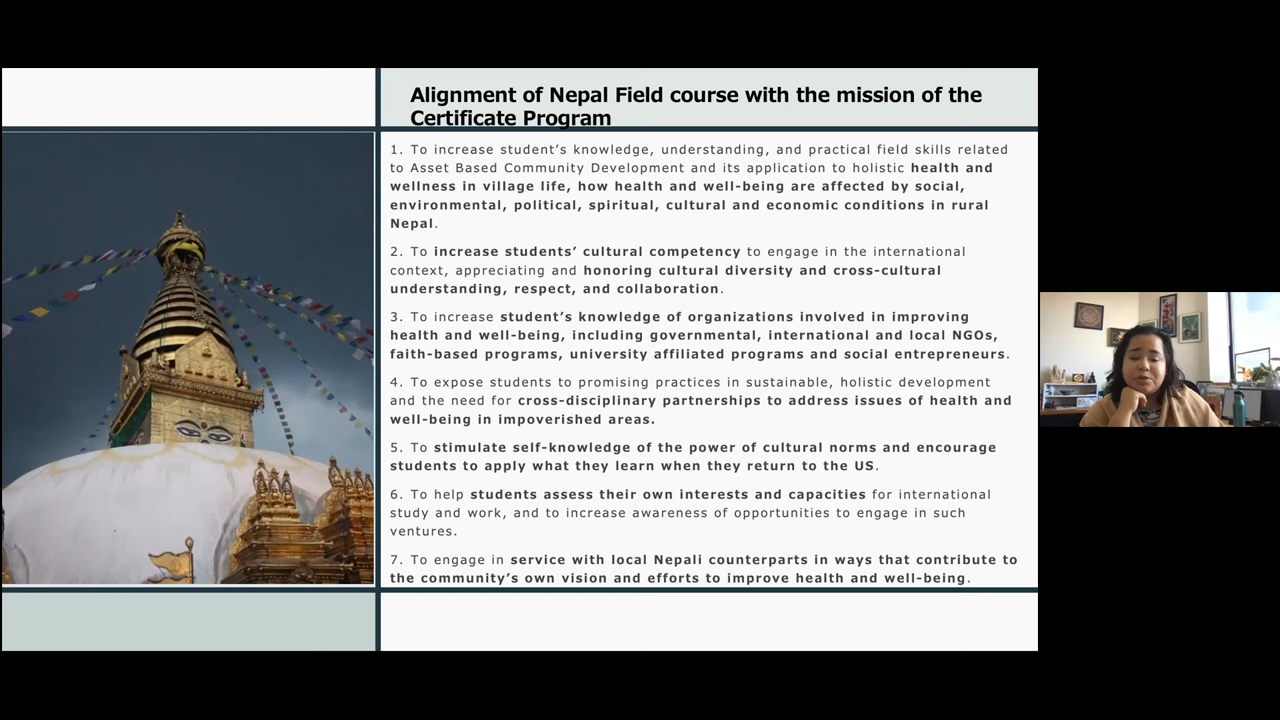 Alignment of Nepal Field course with the mission of the
Certificate Program
1. To increase student’s knowledge, understanding, and practical field skills related
to Asset Based Community Development and its application to holistic health and
wellness in village life, how health and well-being are affected by social,
environmental, political, spiritual, cultural and economic conditions in rural
Nepal.
2. To increase students’ cultural competency to engage in the international
context, appreciating and honoring cultural diversity and cross-cultural
understanding, respect, and collaboration.
3. To increase student’s knowledge of organizations involved in improving
health and well-being, including governmental, international and local NGOs,
faith-based programs, university affiliated programs and social entrepreneurs.
4. To expose students to promising practices in sustainable, holistic development
and the need for cross-disciplinary partnerships to address issues of health and
well-being in impoverished areas.
5. To stimulate self-knowledge of the power of cultural norms and encourage
students to apply what they learn when they return to the US.
6. To help students assess their own interests and capacities for international
study and work, and to increase awareness of opportunities to engage in such
ventures.
7. To engage in service with local Nepali counterparts in ways that contribute to
the community’s own vision and efforts to improve health and well-being.